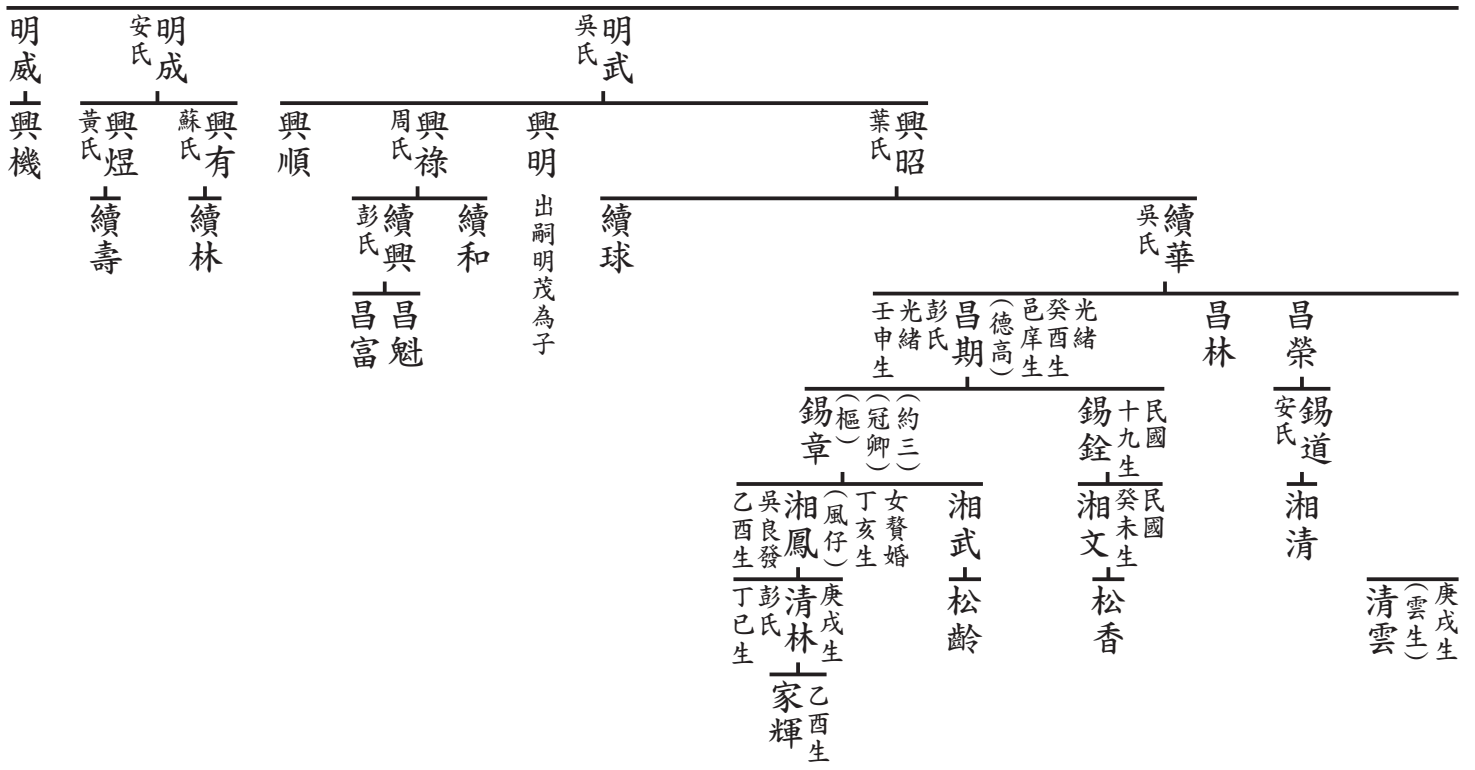 明武
吳氏
明成
安氏
明威
興昭
葉氏
興明
出嗣明茂為子
興祿
周氏
興順
興有
蘇氏
興煜
黃氏
興機
續華
吳氏
續球
續和
續興
彭氏
續林
續壽
昌榮
昌林
光緒
癸酉生
邑庠生
(德高)
昌期
彭氏
光緒
壬申生
昌魁
昌富
錫道
安氏
民國
十九生
錫銓
(約三)
(冠卿)
(樞)
錫章
湘清
民國
癸未生
湘文
湘武
女贅婚
丁亥生
(風仔)
湘鳳
吳良發
乙酉生
庚戌生
(雲生)
清雲
松香
松齡
庚戌生
清林
彭氏
丁巳生
乙酉生
家輝